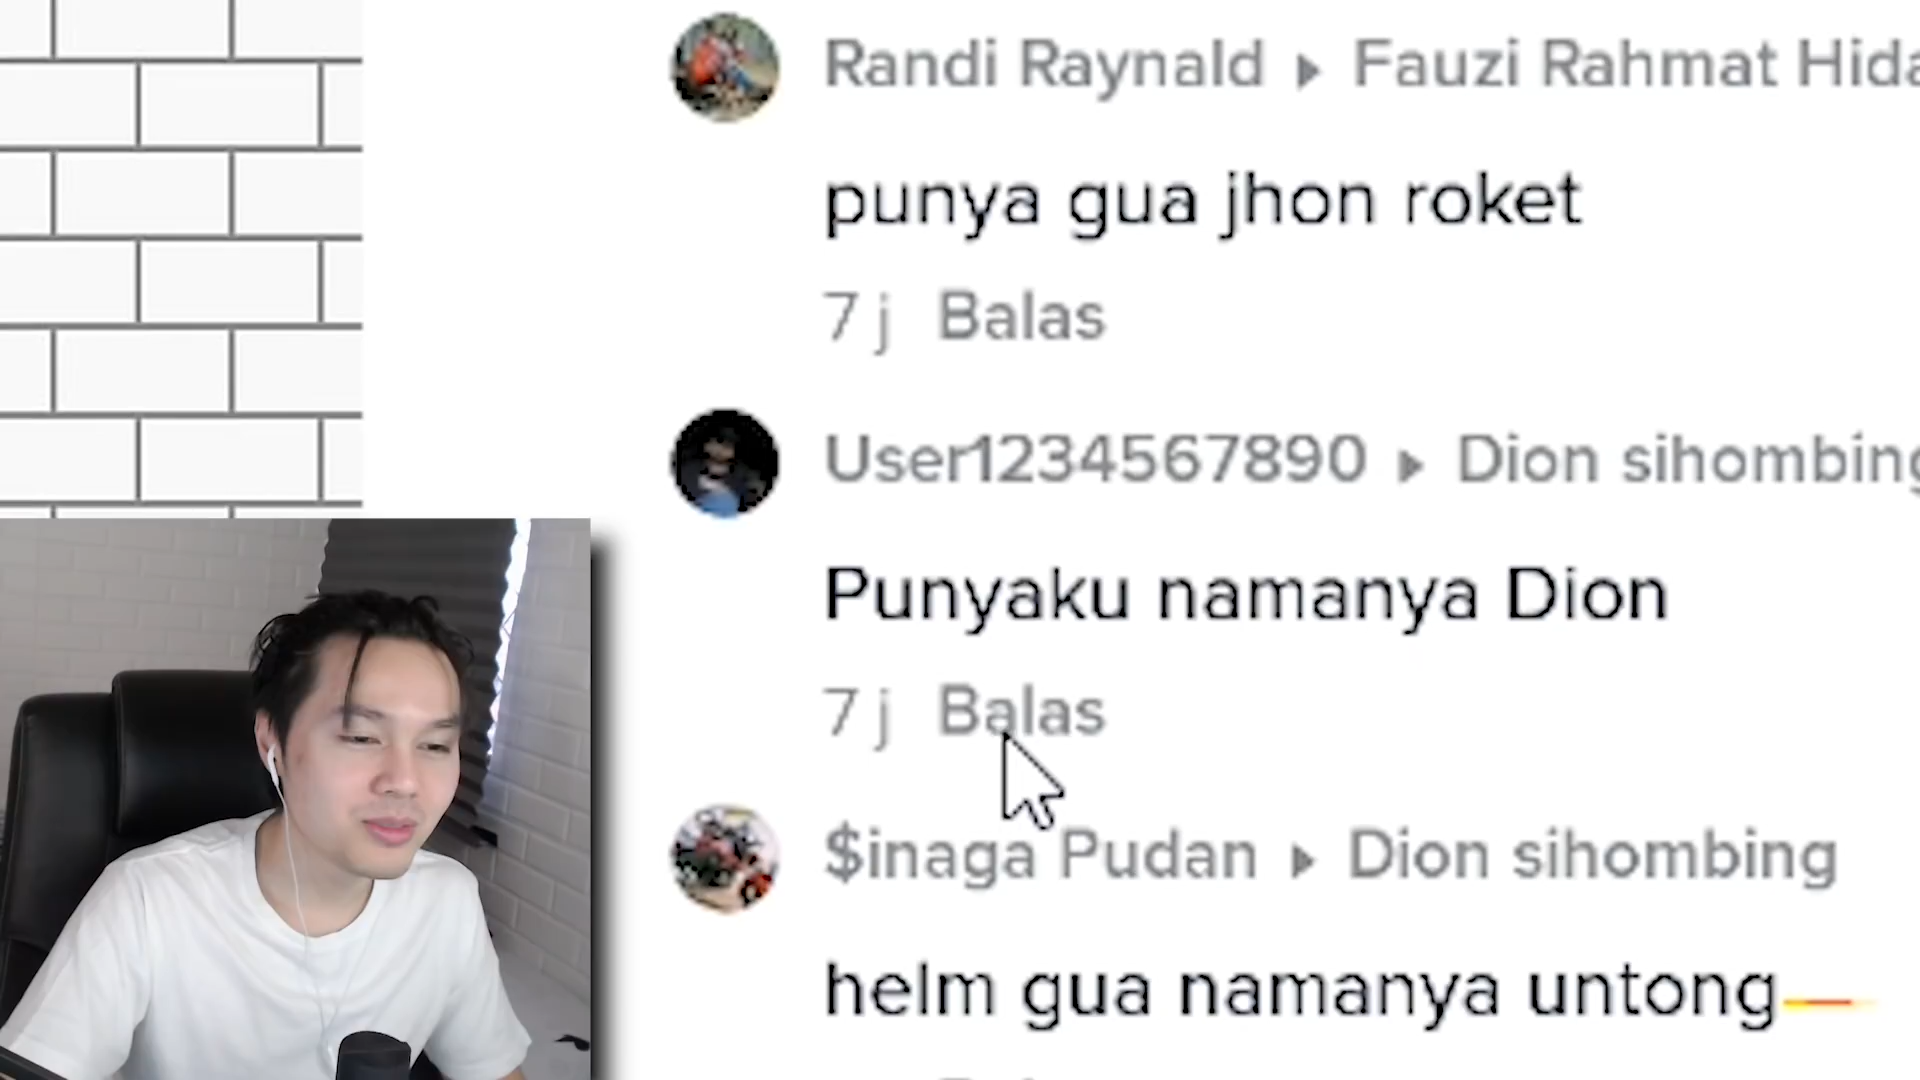 Randi Raynald ▸ Fauzi Rahmat Hida
punya gua jhon roket
7 j Balas
User1234567890 ▸ Dion sihombing
Punyaku namanya Dion
7 j Balas
$inaga Pudan ▸ Dion sihombing
helm gua namanya untong